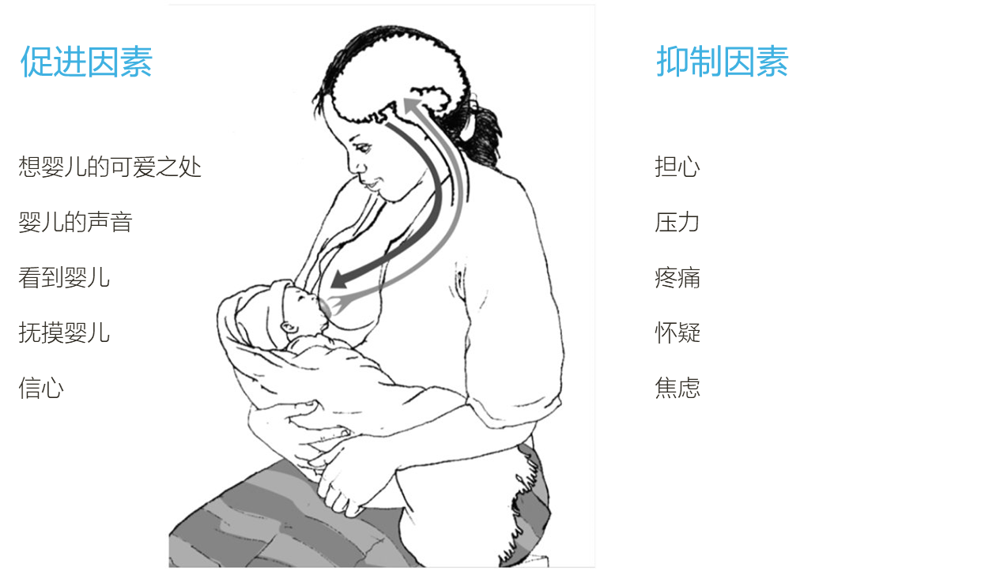 促进因素
想婴儿的可爱之处
婴儿的声音
看到婴儿
抚摸婴儿
信心
抑制因素
担心
压力
疼痛
怀疑
焦虑